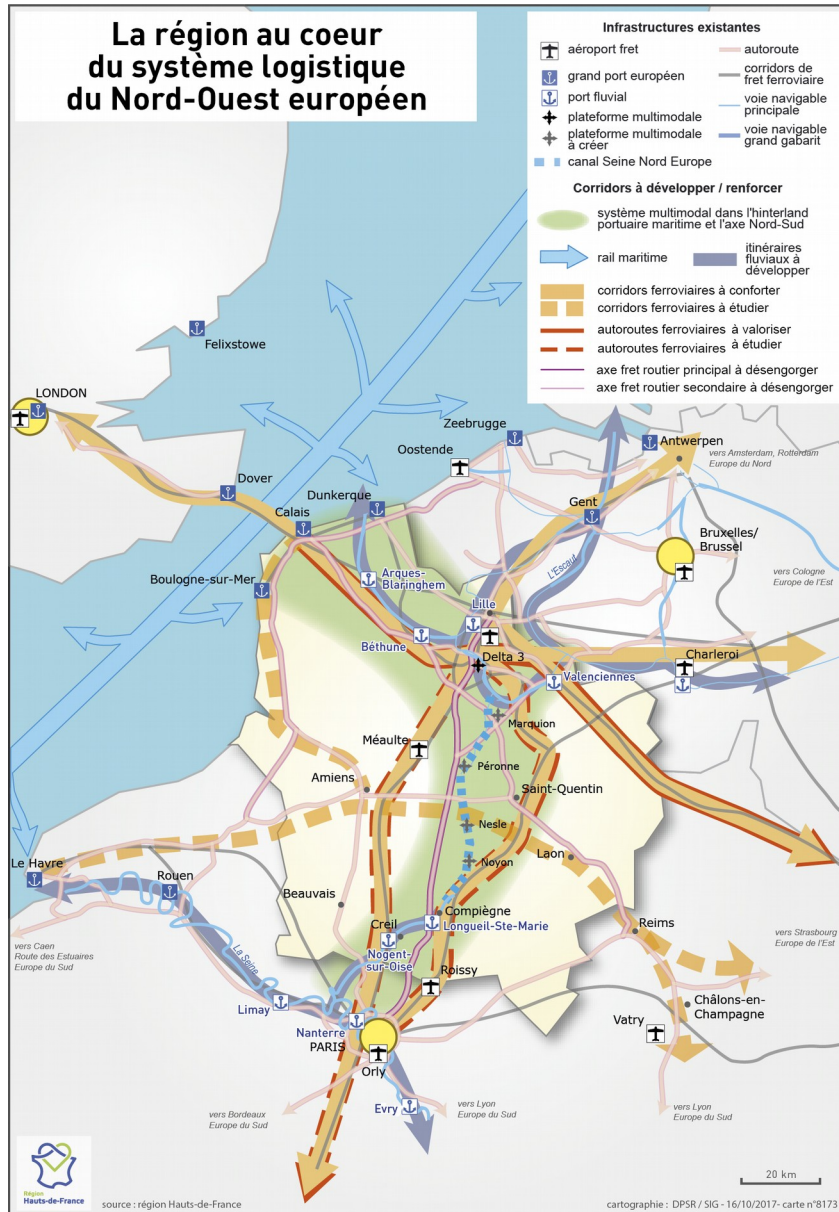 La région au coeur
du système logistique
du Nord-Ouest européen
Infrastructures existantes
aéroport fret
grand port européen
port fluvial
plateforme multimodale
plateforme multimodale
à créer
canal Seine Nord Europe
autoroute
corridors de
fret ferroviaire
voie navigable
principale
voie navigable
grand gabarit
Corridors à développer / renforcer
système multimodal dans l'hinterland
portuaire maritime et l'axe Nord-Sud
rail maritime
itinéraires
fluviaux à
développer
corridors ferroviaires à conforter
corridors ferroviaires à étudier
autoroutes ferroviaires à valoriser
autoroutes ferroviaires à étudier
axe fret routier principal à désengorger
axe fret routier secondaire à désengorger
Felixstowe
LONDON
Zeebrugge
Antwerpen
Oostende
vers Amsterdam, Rotterdam
Europe du Nord
Dover
Dunkerque
Calais
Gent
Bruxelles/
Brussel
L'Escaut
vers Cologne
Europe de l'Est
Boulogne-sur-Mer
Arques-
Blaringhem
Lille
Béthune
Delta 3
Charleroi
Valenciennes
Marquion
Méaulte
Péronne
Amiens
Saint-Quentin
Nesle
Laon
Noyon
Le Havre
Rouen
Beauvais
Compiègne
Longueil-Ste-Marie
Creil
Reims
Nogent-
sur-Oise
vers Caen
Route des Estuaires
Europe du Sud
vers Strasbourg
Europe de l'Est
La Seine
Roissy
Limay
Châlons-en-
Champagne
Vatry
Nanterre
PARIS
Orly
Evry
vers Bordeaux
Europe du Sud
vers Lyon
Europe du Sud
vers Lyon
Europe du Sud
20 km
Région
Hauts-de-France
source : région Hauts-de-France
cartographie : DPSR / SIG - 16/10/2017- carte n°8173